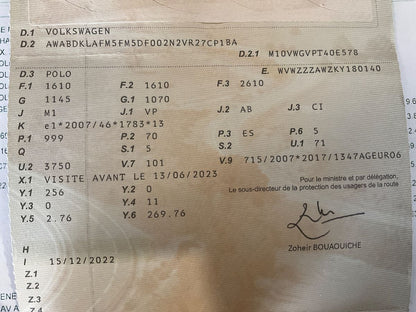 D.1 VOLKSWAGEN
D.2 AWABDKLAFM5FM5DF002N2VR27CP1BA
D.2.1 M10VWGVPT40E578
D.3 POLO E. WVWZZZAWZKY180140
F.1 1610 F.2 1610 F.3 2610
G 1145 G.1 1070
J M1 J.1 VP J.2 AB J.3 CI
K e1*2007/46*1783*13
P.1 999 P.2 70 P.3 ES P.6 5
Q S.1 5 S.2 U.1 71
U.2 3750 V.7 101 V.9 715/2007*2017/1347AGEURO6
X.1 VISITE AVANT LE 13/06/2023
Y.1 256 Y.2 0
Y.3 0 Y.4 11
Y.5 2.76 Y.6 269.76
Pour le ministre et par délégation,
Le sous-directeur de la protection des usagers de la route
Zoheir BOUAOUICHE
H
I 15/12/2022
Z.1
Z.2
Z.3
Z.4